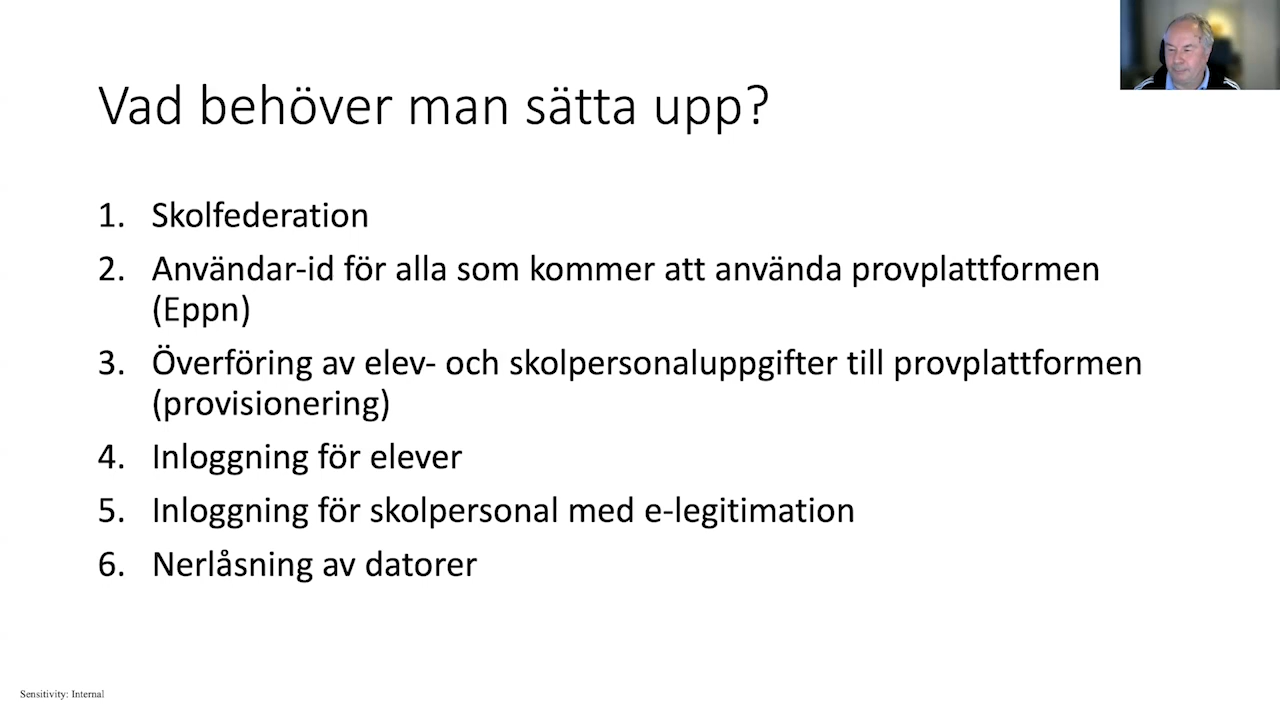 Vad behöver man sätta upp?
1. Skolfederation
2. Användar-id för alla som kommer att använda provplattformen
(Eppn)
3. Överföring av elev- och skolpersonaluppgifter till provplattformen
(provisionering)
4. Inloggning för elever
5. Inloggning för skolpersonal med e-legitimation
6. Nerlåsning av datorer
Sensitivity: Internal